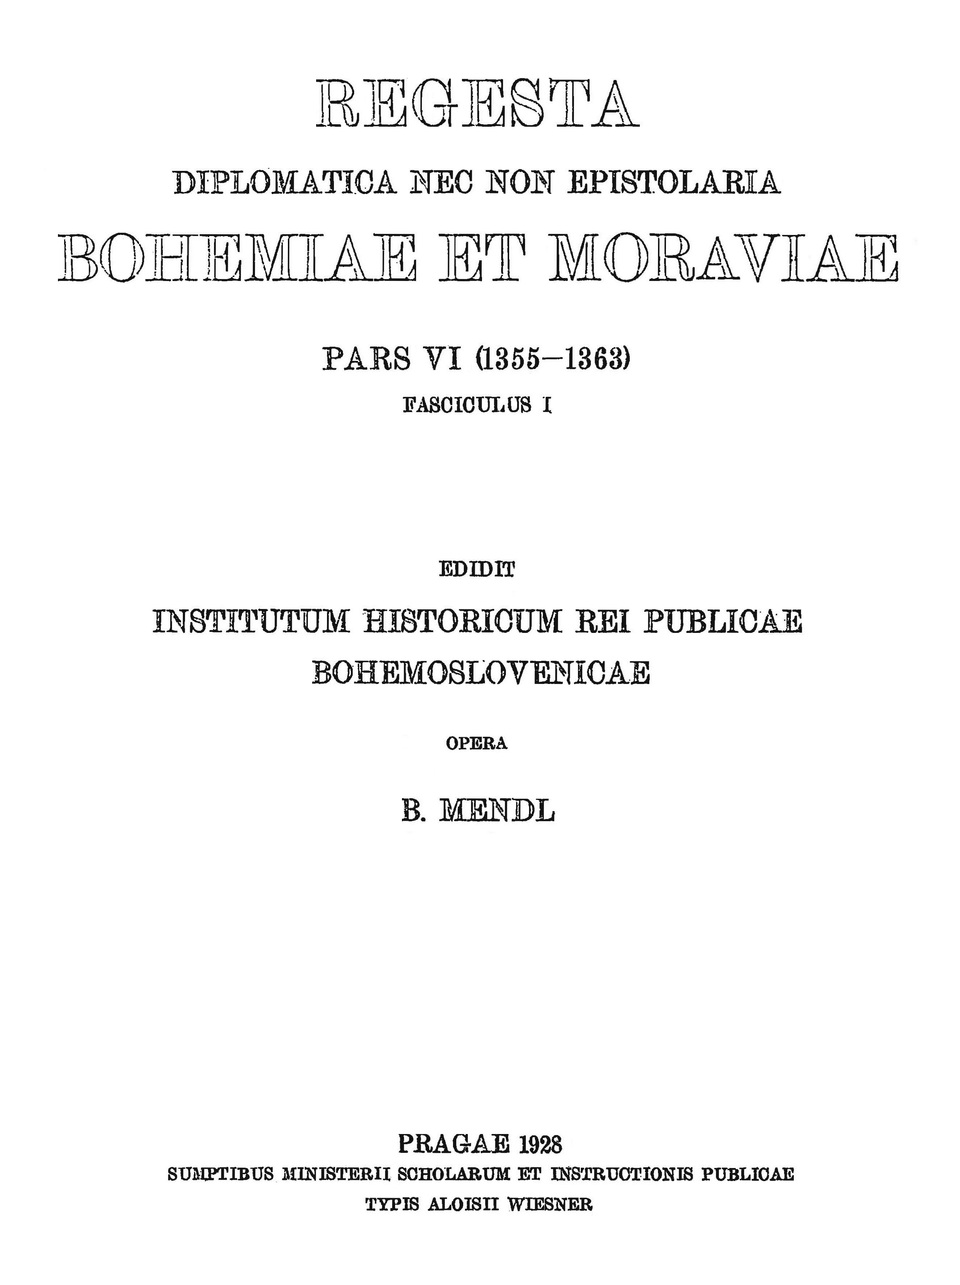 REGESTA
DIPLOMATICA NEC NON EPISTOLARIA
BOHEMIAE ET MORAVIAE
PARS VI (1355—1363)
FASCICULUS I
EDIDIT
INSTITUTUM HISTORICUM REI PUBLICAE
BOHEMOSLOVENICAE
OPERA
B. MENDL
PRAGAE 1928
SUMPTIBUS MINISTERII SCHOLARUM ET INSTRUCTIONIS PUBLICAE
TYPIS ALOISII WIESNER